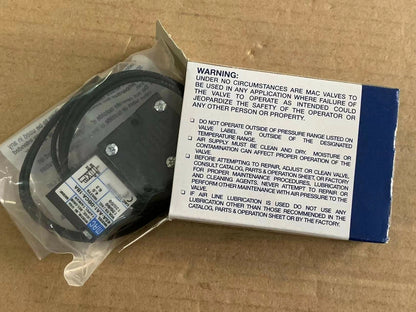 WARNING:
UNDER NO CIRCUMSTANCES ARE MAC VALVES TO
BE USED IN ANY APPLICATION WHERE FAILURE OF
THE VALVE TO OPERATE AS INTENDED COULD
JEOPARDIZE THE SAFETY OF THE OPERATOR OR
ANY OTHER PERSON OR PROPERTY.
DO NOT OPERATE OUTSIDE OF PRESSURE RANGE LISTED ON
VALVE LABEL OR OUTSIDE OF THE DESIGNATED
TEMPERATURE RANGE.
AIR SUPPLY MUST BE CLEAN AND DRY. MOISTURE OR
CONTAMINATION CAN AFFECT PROPER OPERATION OF THE
VALVE.
BEFORE ATTEMPTING TO REPAIR, ADJUST OR CLEAN VALVE,
CONSULT CATALOG, PARTS & OPERATION SHEET, OR FACTORY
FOR PROPER MAINTENANCE PROCEDURES, LUBRICATION
AND CLEANING AGENTS. NEVER ATTEMPT TO REPAIR OR
PERFORM OTHER MAINTENANCE WITH AIR PRESSURE TO THE
VALVE.
IF AIR LINE LUBRICATION IS USED DO NOT USE ANY
LUBRICATION OTHER THAN THOSE RECOMMENDED IN THE
CATALOG, PARTS & OPERATION SHEET OR BY THE FACTORY.
MAC